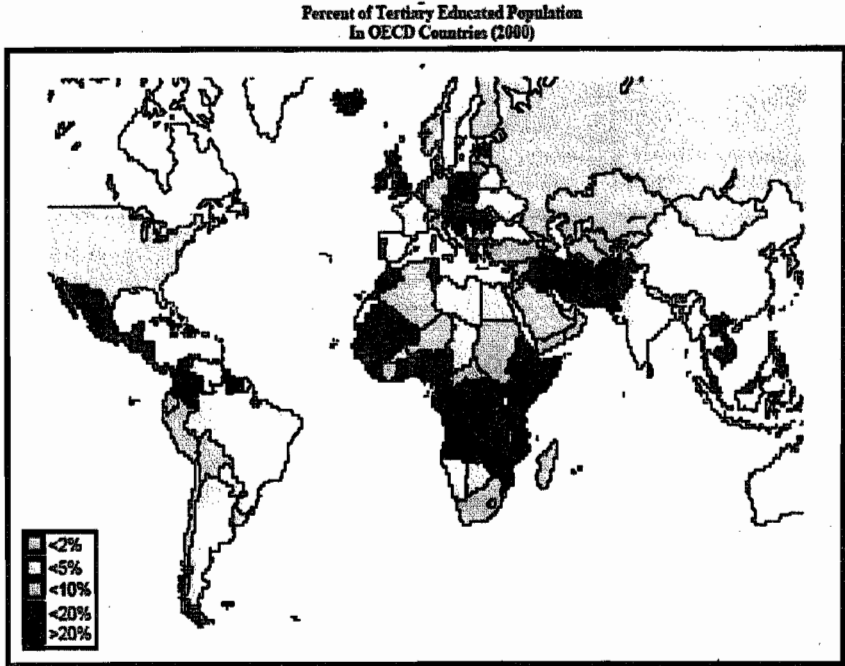 Percent of Tertiary Educated Population
In OECD Countries (2000)
<2%
<5%
<10%
<20%
>20%